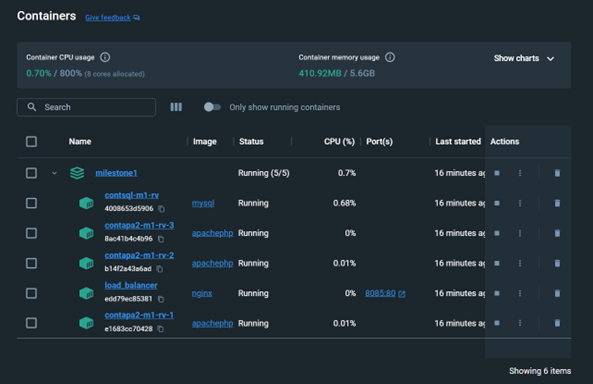 Containers Give feedback
Container CPU usage
0.70% / 800% (8 cores allocated)
Container memory usage
410.92MB / 5.6GB
Show charts
Search
Only show running containers
Name Image Status CPU (%) Port(s) Last started Actions
milestone1 Running (5/5) 0.7% 16 minutes ag
contsql-m1-rv
4008653d5906 mysql Running 0.68% 16 minutes ag
contapa2-m1-rv-3
8ac41b4c4b96 apachephp Running 0% 16 minutes ag
contapa2-m1-rv-2
b14f2a43a6ad apachephp Running 0.01% 16 minutes ag
load_balancer
edd79ec85381 nginx Running 0% 8085:80 16 minutes ag
contapa2-m1-rv-1
e1683cc70428 apachephp Running 0.01% 16 minutes ag
Showing 6 items